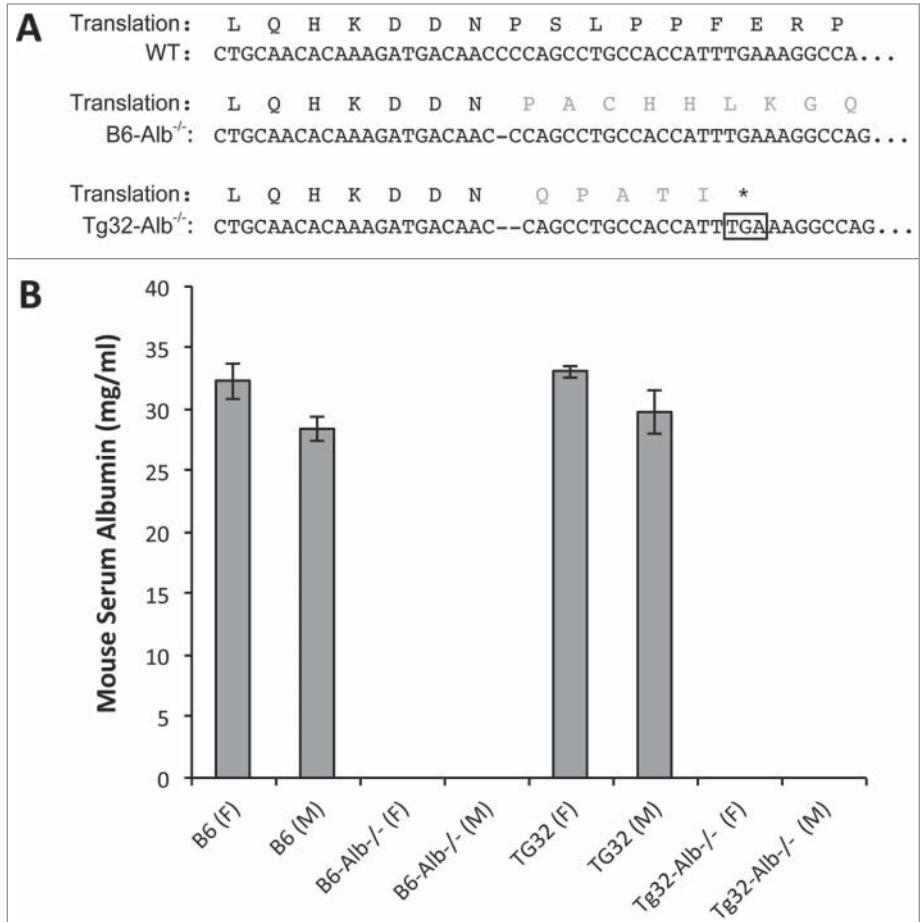 A
Translation: L Q H K D D N P S L P P F E R P
WT: CTGCAACACAAAGATGACAACCCCAGCCTGCCACCATTTGAAAGGCCA...
Translation: L Q H K D D N P A C H H L K G Q
B6-Alb-/-: CTGCAACACAAAGATGACAAC-CCAGCCTGCCACCATTTGAAAGGCCAG...
Translation: L Q H K D D N Q P A T I *
Tg32-Alb-/-: CTGCAACACAAAGATGACAAC--CAGCCTGCCACCATTTGAAAGGCCAG...
B
Mouse Serum Albumin (mg/ml)
40
35
30
25
20
15
10
5
0
B6 (F)
B6 (M)
B6-Alb-/- (F)
B6-Alb-/- (M)
TG32 (F)
TG32 (M)
Tg32-Alb-/- (F)
Tg32-Alb-/- (M)